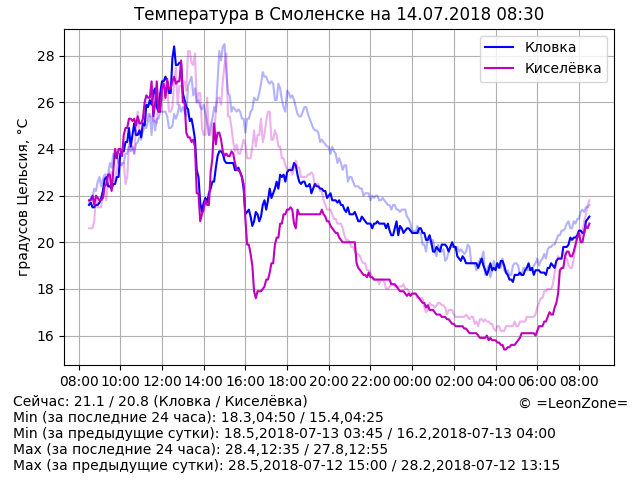 Температура в Смоленске на 14.07.2018 08:30
градусов Цельсия, °C
28
26
24
22
20
18
16
Кловка
Киселёвка
08:00 10:00 12:00 14:00 16:00 18:00 20:00 22:00 00:00 02:00 04:00 06:00 08:00
Сейчас: 21.1 / 20.8 (Кловка / Киселёвка)
© =LeonZone=
Min (за последние 24 часа): 18.3,04:50 / 15.4,04:25
Min (за предыдущие сутки): 18.5,2018-07-13 03:45 / 16.2,2018-07-13 04:00
Max (за последние 24 часа): 28.4,12:35 / 27.8,12:55
Max (за предыдущие сутки): 28.5,2018-07-12 15:00 / 28.2,2018-07-12 13:15